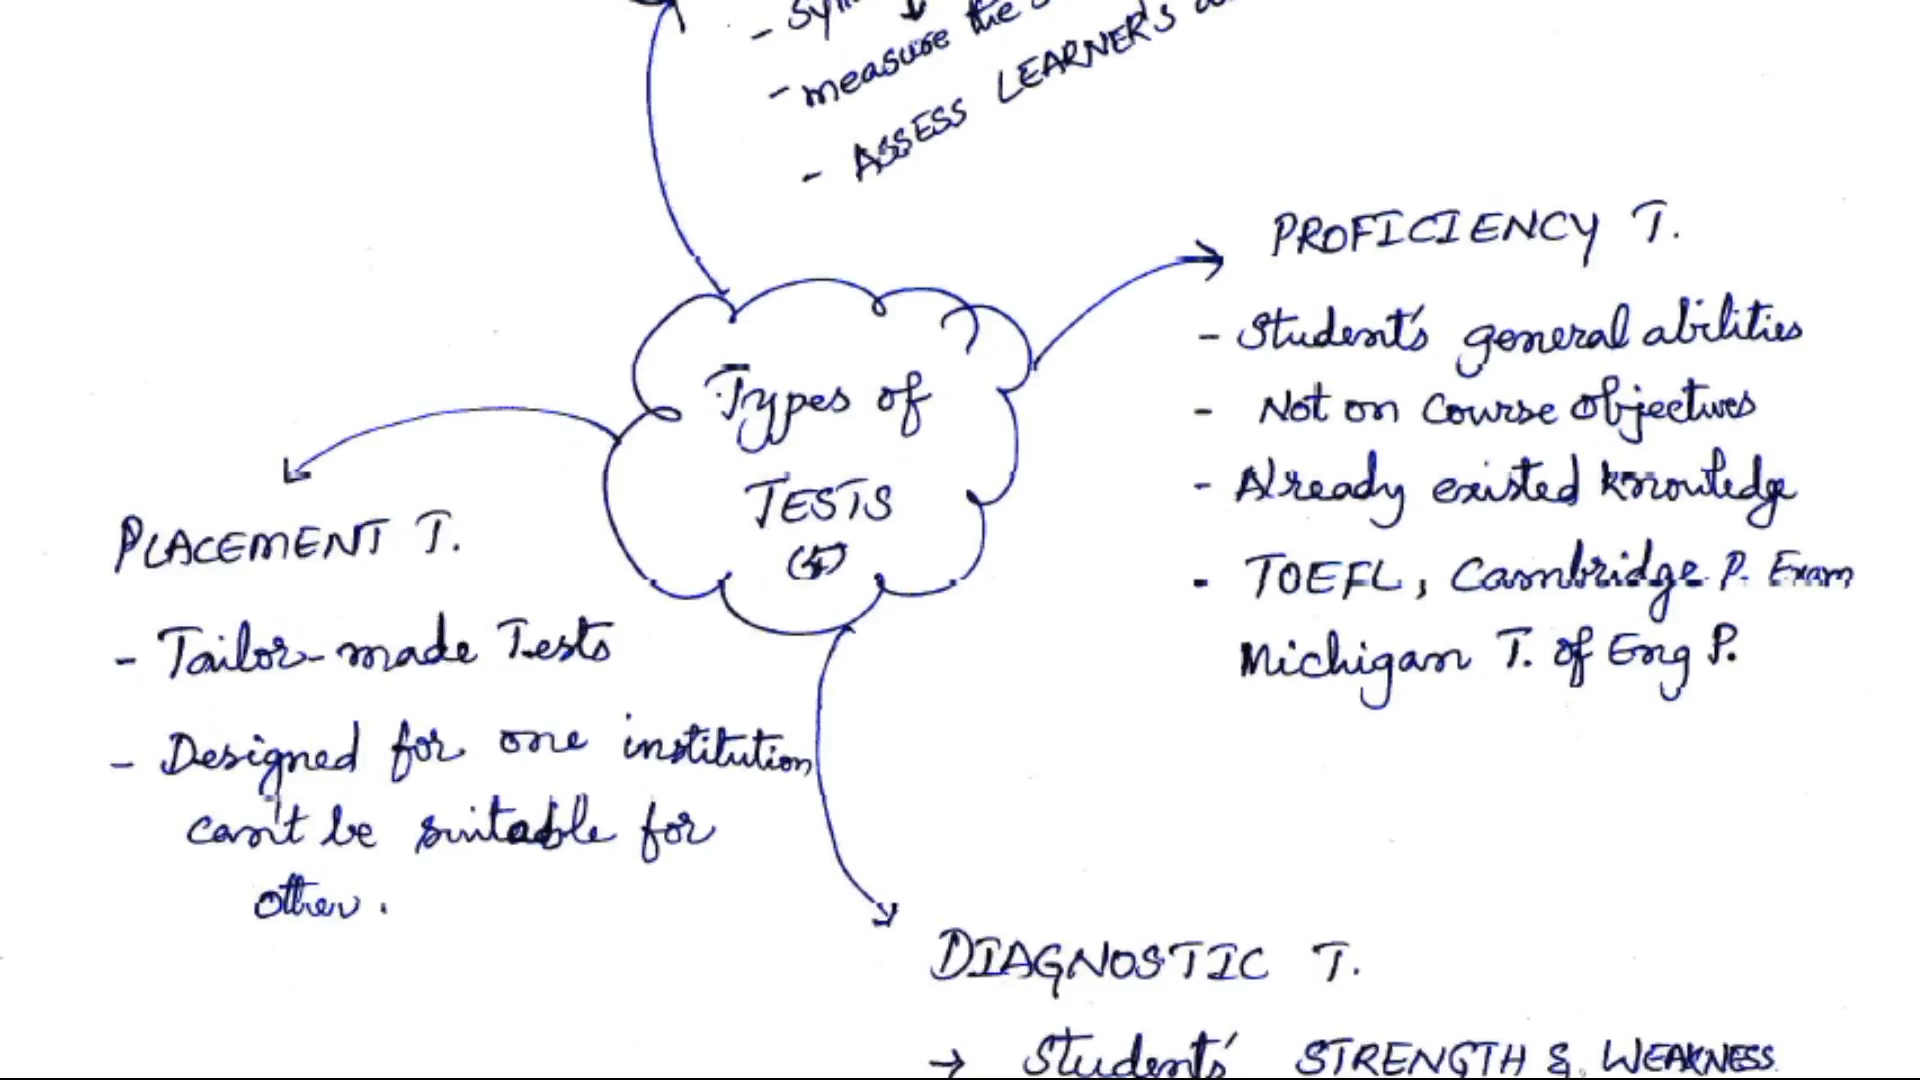 - measure the
- ASSESS LEARNER'S
PROFICIENCY T.
- Student's general abilities
- Not on Course Objectives
- Already existed knowledge
- TOEFL, Cambridge P. Exam
Michigan T. of Eng P.
Types of
TESTS
PLACEMENT T.
- Tailor-made Tests
- Designed for one institution
can't be suitable for
other.
DIAGNOSTIC T.
→ Students' STRENGTH & WEAKNESS